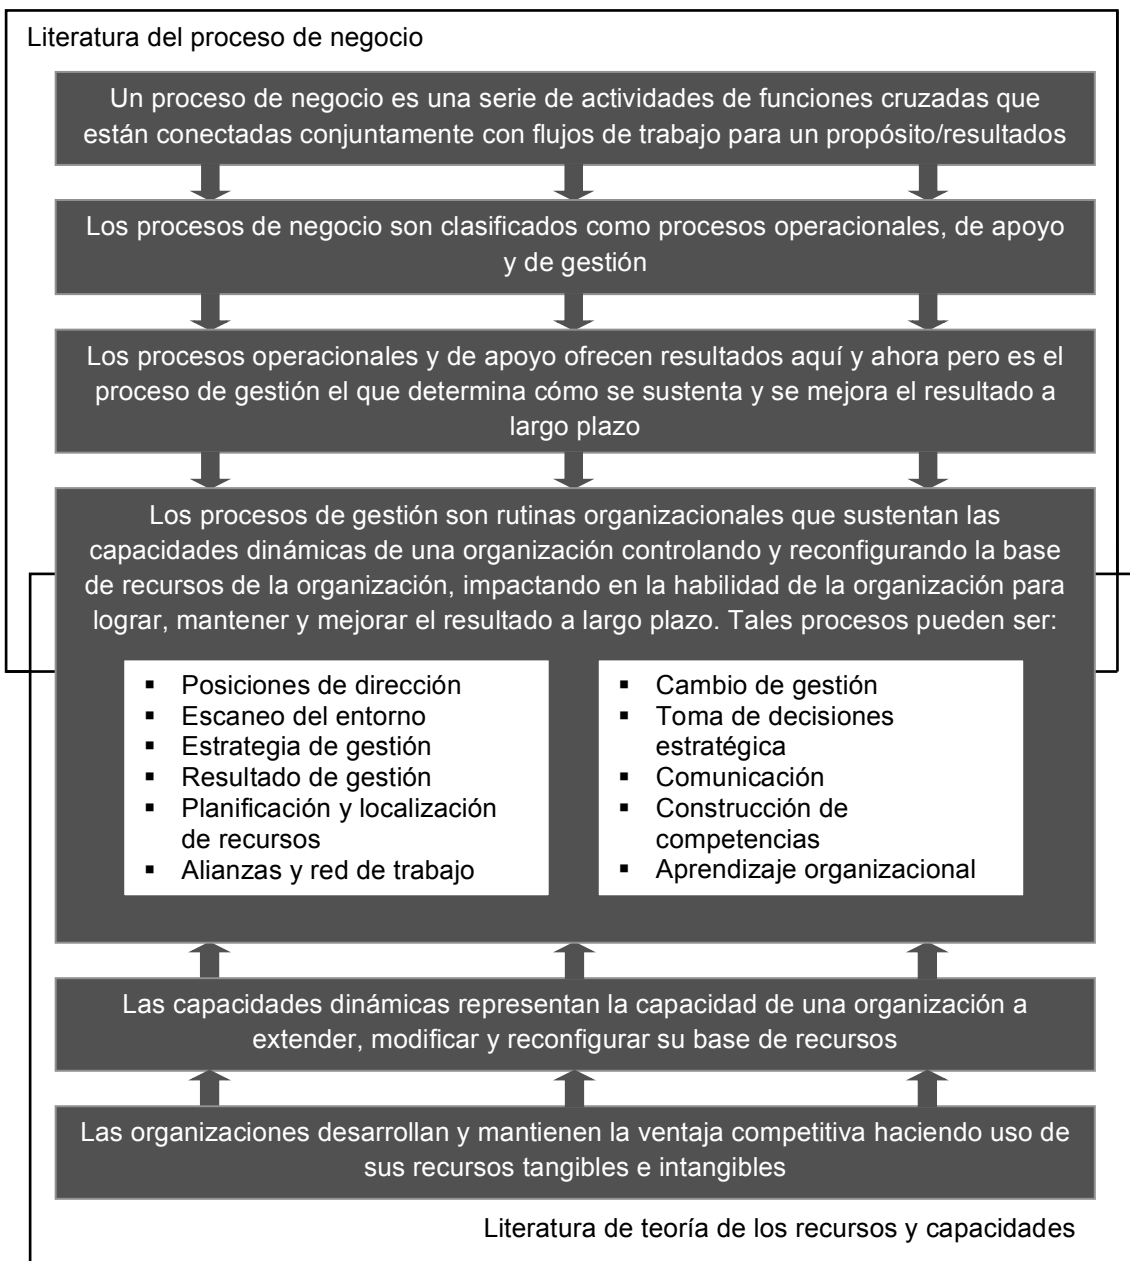 Literatura del proceso de negocio
Un proceso de negocio es una serie de actividades de funciones cruzadas que
están conectadas conjuntamente con flujos de trabajo para un propósito/resultados
Los procesos de negocio son clasificados como procesos operacionales, de apoyo
y de gestión
Los procesos operacionales y de apoyo ofrecen resultados aquí y ahora pero es el
proceso de gestión el que determina cómo se sustenta y se mejora el resultado a
largo plazo
Los procesos de gestión son rutinas organizacionales que sustentan las
capacidades dinámicas de una organización controlando y reconfigurando la base
de recursos de la organización, impactando en la habilidad de la organización para
lograr, mantener y mejorar el resultado a largo plazo. Tales procesos pueden ser:
▪ Posiciones de dirección
▪ Escaneo del entorno
▪ Estrategia de gestión
▪ Resultado de gestión
▪ Planificación y localización
de recursos
▪ Alianzas y red de trabajo
▪ Cambio de gestión
▪ Toma de decisiones
estratégica
▪ Comunicación
▪ Construcción de
competencias
▪ Aprendizaje organizacional
Las capacidades dinámicas representan la capacidad de una organización a
extender, modificar y reconfigurar su base de recursos
Las organizaciones desarrollan y mantienen la ventaja competitiva haciendo uso de
sus recursos tangibles e intangibles
Literatura de teoría de los recursos y capacidades